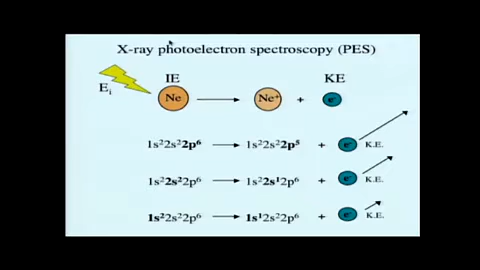 X-ray photoelectron spectroscopy (PES)
IE KE
Eᵢ
Ne Ne⁺ + e⁻
1s²2s²2p⁶ 1s²2s²2p⁵ + e⁻ K.E.
1s²2s²2p⁶ 1s²2s¹2p⁶ + e⁻ K.E.
1s²2s²2p⁶ 1s¹2s²2p⁶ + e⁻ K.E.